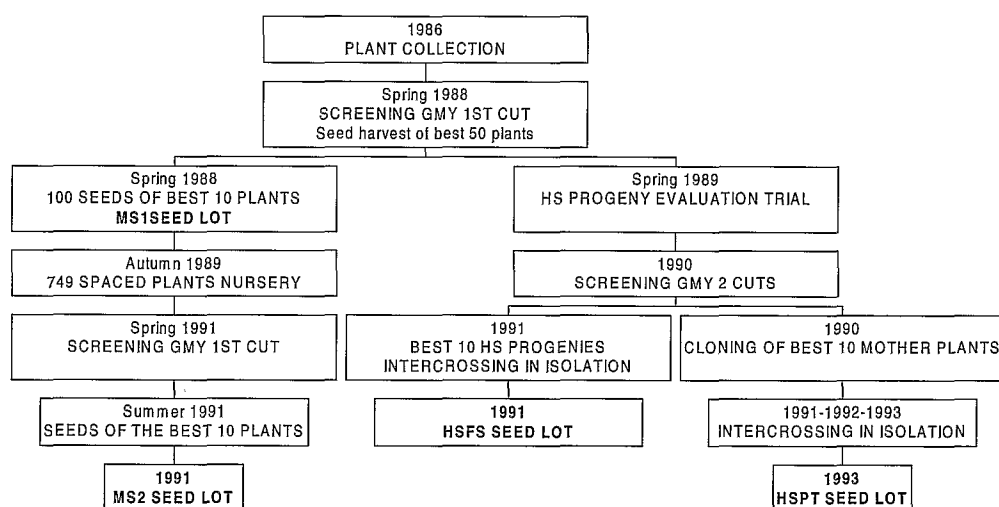 1986
PLANT COLLECTION
Spring 1988
SCREENING GMY 1ST CUT
Seed harvest of best 50 plants
Spring 1988
100 SEEDS OF BEST 10 PLANTS
MS1SEED LOT
Spring 1989
HS PROGENY EVALUATION TRIAL
Autumn 1989
749 SPACED PLANTS NURSERY
1990
SCREENING GMY 2 CUTS
Spring 1991
SCREENING GMY 1ST CUT
1991
BEST 10 HS PROGENIES
INTERCROSSING IN ISOLATION
1990
CLONING OF BEST 10 MOTHER PLANTS
Summer 1991
SEEDS OF THE BEST 10 PLANTS
1991
HSFS SEED LOT
1991-1992-1993
INTERCROSSING IN ISOLATION
1991
MS2 SEED LOT
1993
HSPT SEED LOT